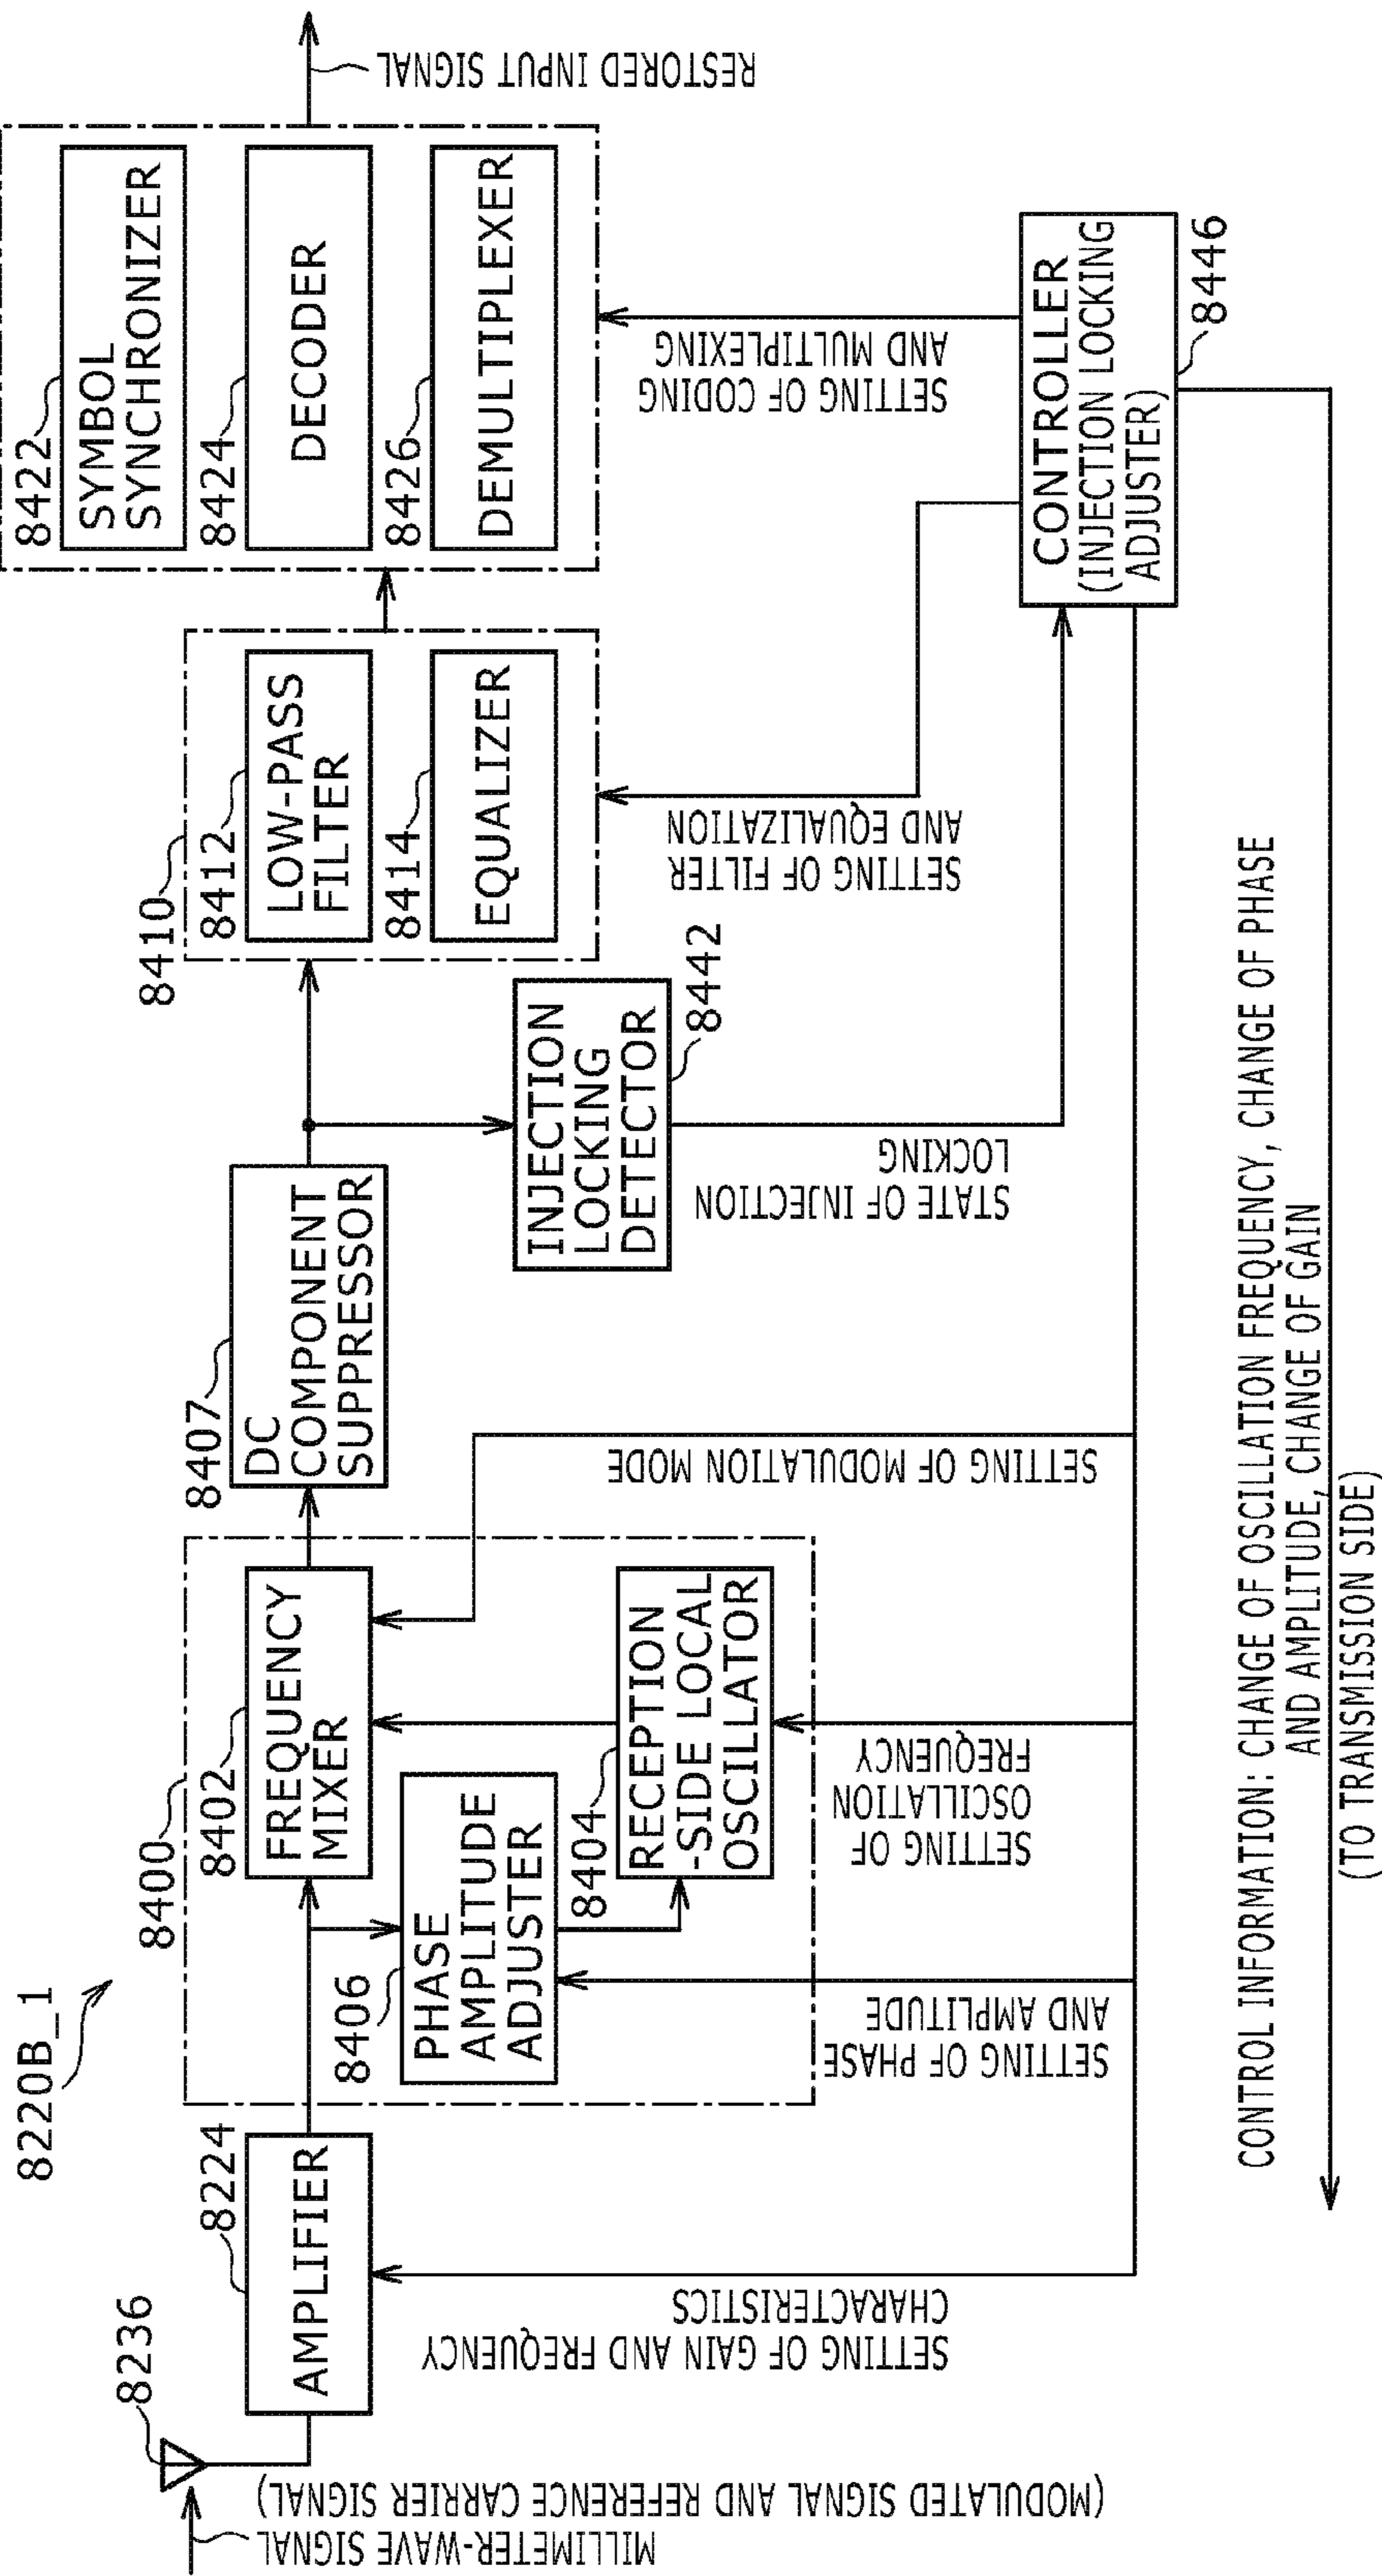 8220B_1
8236
MILLIMETER-WAVE SIGNAL
(MODULATED SIGNAL AND REFERENCE CARRIER SIGNAL)
8224
AMPLIFIER
SETTING OF GAIN AND FREQUENCY
CHARACTERISTICS
8400
8402
FREQUENCY
MIXER
8406
PHASE
AMPLITUDE
ADJUSTER
8404
RECEPTION
-SIDE LOCAL
OSCILLATOR
SETTING OF PHASE
AND AMPLITUDE
SETTING OF
OSCILLATION
FREQUENCY
SETTING OF MODULATION MODE
8407
DC
COMPONENT
SUPPRESSOR
INJECTION
LOCKING
DETECTOR
8442
STATE OF INJECTION
LOCKING
8410
8412
LOW-PASS
FILTER
8414
EQUALIZER
SETTING OF FILTER
AND EQUALIZATION
8422
SYMBOL
SYNCHRONIZER
8424
DECODER
8426
DEMULTIPLEXER
SETTING OF CODING
AND MULTIPLEXING
RESTORED INPUT SIGNAL
CONTROLLER
(INJECTION LOCKING
ADJUSTER)
8446
CONTROL INFORMATION: CHANGE OF OSCILLATION FREQUENCY, CHANGE OF PHASE
AND AMPLITUDE, CHANGE OF GAIN
(TO TRANSMISSION SIDE)